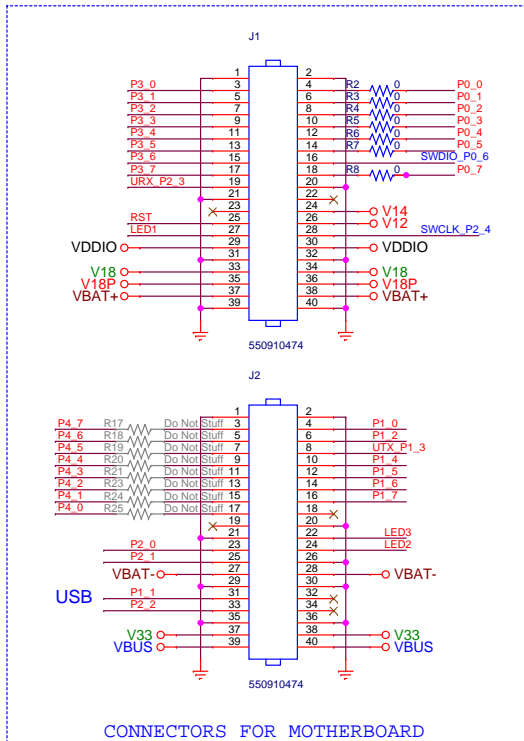 J1
1 2
P3_0 3 4 R2 0 P0_0
P3_1 5 6 R3 0 P0_1
P3_2 7 8 R4 0 P0_2
P3_3 9 10 R5 0 P0_3
P3_4 11 12 R6 0 P0_4
P3_5 13 14 R7 0 P0_5
P3_6 15 16 SWDIO_P0_6
P3_7 17 18 R8 0 P0_7
URX_P2_3 19 20
21 22
23 24 V14
RST 25 26 V12
LED1 27 28 SWCLK_P2_4
VDDIO 29 30 VDDIO
31 32
V18 33 34 V18
V18P 35 36 V18P
VBAT+ 37 38 VBAT+
39 40
550910474
J2
1 2
P4_7 R17 Do Not Stuff 3 4 P1_0
P4_6 R18 Do Not Stuff 5 6 P1_2
P4_5 R19 Do Not Stuff 7 8 UTX_P1_3
P4_4 R20 Do Not Stuff 9 10 P1_4
P4_3 R21 Do Not Stuff 11 12 P1_5
P4_2 R23 Do Not Stuff 13 14 P1_6
P4_1 R24 Do Not Stuff 15 16 P1_7
P4_0 R25 Do Not Stuff 17 18
19 20
21 22 LED3
P2_0 23 24 LED2
P2_1 25 26
VBAT- 27 28 VBAT-
29 30
USB P1_1 31 32
P2_2 33 34
35 36
V33 37 38 V33
VBUS 39 40 VBUS
550910474
CONNECTORS FOR MOTHERBOARD